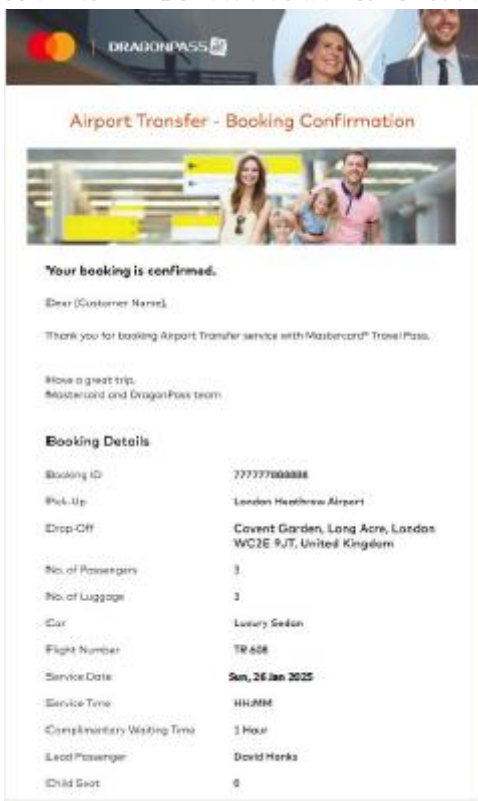 DRAGONPASS
Airport Transfer - Booking Confirmation
Your booking is confirmed.
Dear [Customer Name],
Thank you for booking Airport Transfer service with Mastercard® Travel Pass.
Have a great trip,
Mastercard and DragonPass team
Booking Details
Booking ID
Pick-Up London Heathrow Airport
Drop-Off Covent Garden, Long Acre, London
WC2E 9JT, United Kingdom
No. of Passengers 3
No. of Luggage 3
Car Luxury Sedan
Flight Number TR 608
Service Date Sun, 26 Jan 2025
Service Time HH:MM
Complimentary Waiting Time 1 Hour
Lead Passenger David Hanks
Child Seat 0